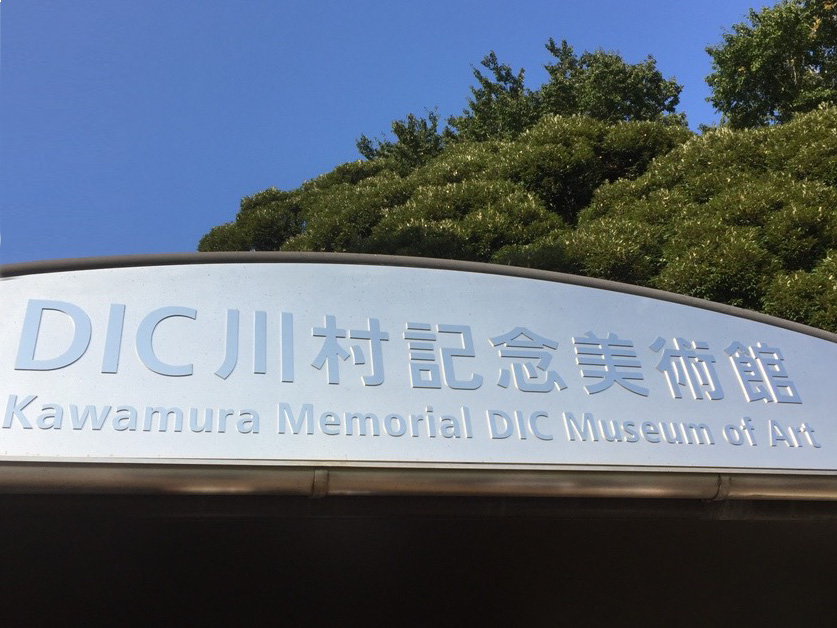 DIC川村記念美術館
Kawamura Memorial DIC Museum of Art